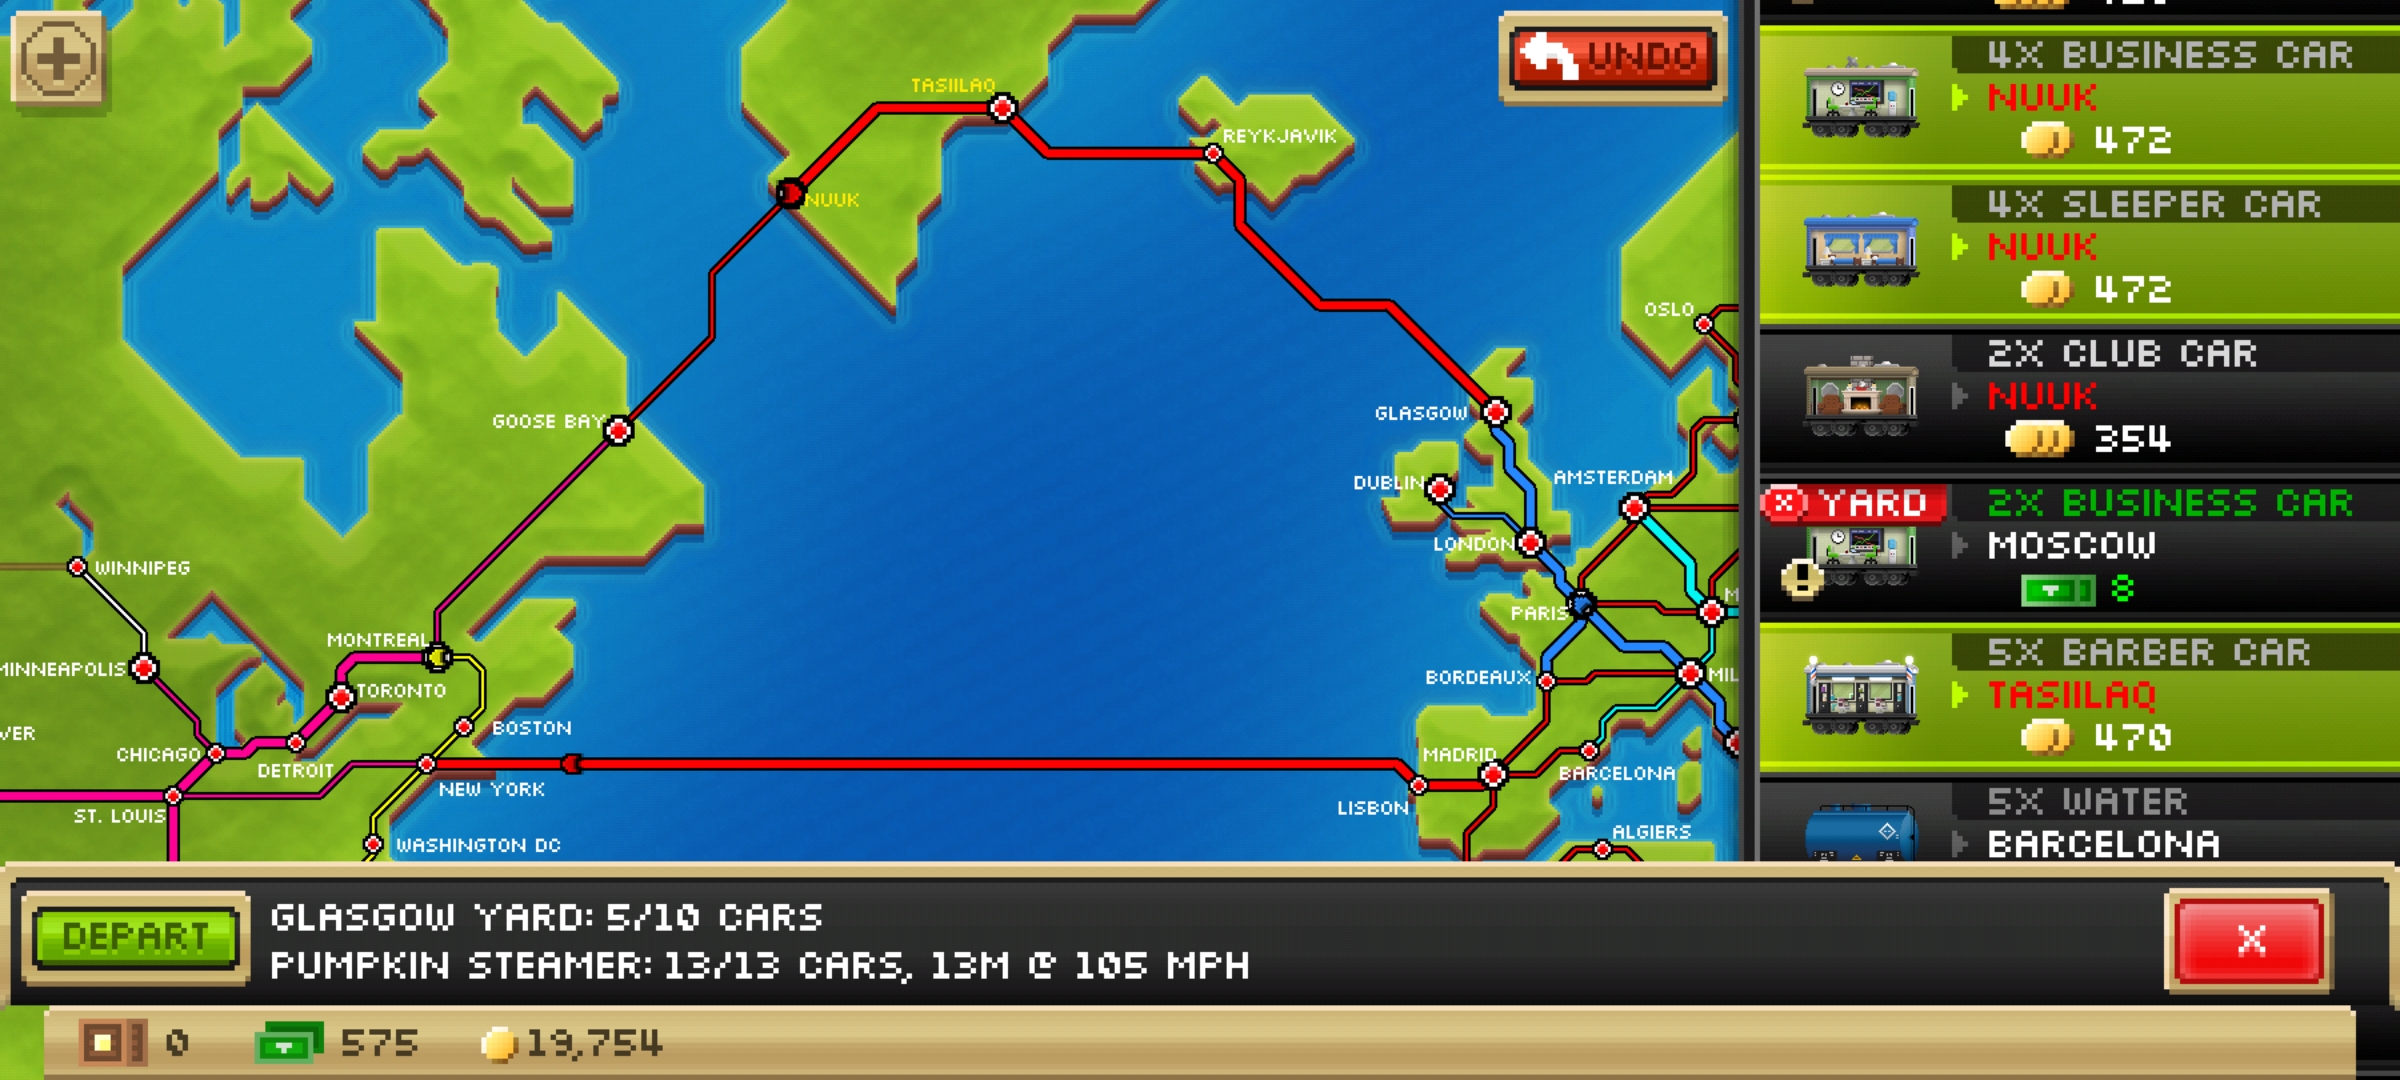 UNDO
TASIILAQ
REYKJAVIK
NUUK
OSLO
GOOSE BAY
GLASGOW
AMSTERDAM
DUBLIN
LONDON
WINNIPEG
PARIS
MONTREAL
MINNEAPOLIS
TORONTO
BORDEAUX
MIL
BOSTON
VER
CHICAGO
DETROIT
MADRID
NEW YORK
BARCELONA
LISBON
ST. LOUIS
ALGIERS
WASHINGTON DC
4X BUSINESS CAR
NUUK
472
4X SLEEPER CAR
NUUK
472
2X CLUB CAR
NUUK
354
YARD
2X BUSINESS CAR
MOSCOW
8
5X BARBER CAR
TASIILAQ
470
5X WATER
BARCELONA
DEPART
GLASGOW YARD: 5/10 CARS
PUMPKIN STEAMER: 13/13 CARS, 13M @ 105 MPH
X
0
575
19,754